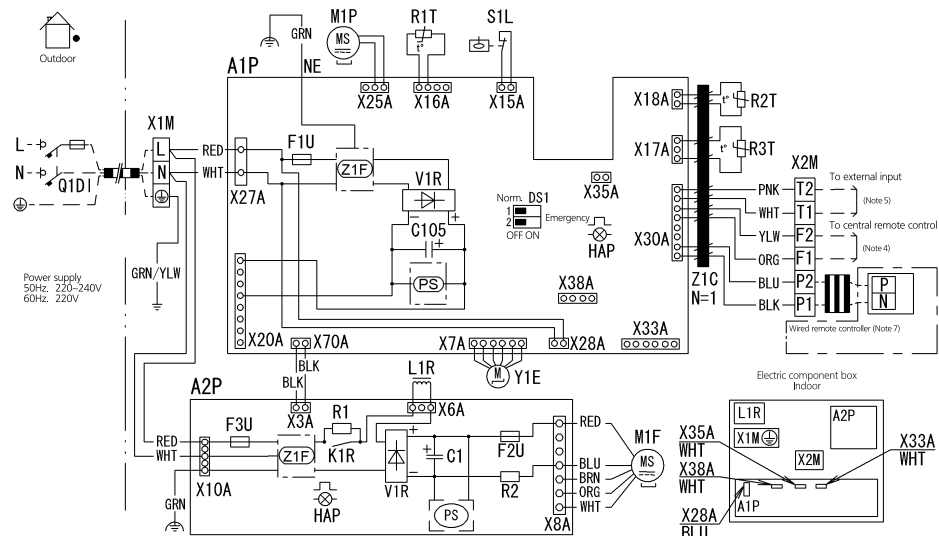 Outdoor
M1P
R1T
S1L
GRN
MS
t°
A1P
NE
X25A
X16A
X15A
X18A
t°
R2T
X1M
L
N
Q1DI
L
N
RED
WHT
X27A
F1U
Z1F
V1R
X17A
t°
R3T
X2M
X35A
Norm.
DS1
1
2
OFF ON
Emergency
HAP
C105
PS
X30A
PNK
T2
To external input
(Note 5)
WHT
T1
YLW
F2
To central remote control
(Note 4)
ORG
F1
BLU
P2
BLK
P1
P
N
Z1C
N=1
Wired remote controller (Note 7)
Power supply
50Hz. 220~240V
60Hz. 220V
GRN/YLW
X38A
X20A
X70A
X7A
X28A
X33A
M
Y1E
BLK
BLK
L1R
A2P
X3A
X6A
R1
K1R
F3U
RED
WHT
Z1F
X10A
GRN
HAP
V1R
C1
PS
F2U
R2
X8A
RED
BLU
BRN
ORG
WHT
M1F
MS
Electric component box
Indoor
L1R
A2P
X1M
X2M
X35A
WHT
X38A
WHT
X33A
WHT
A1P
X28A
BLU